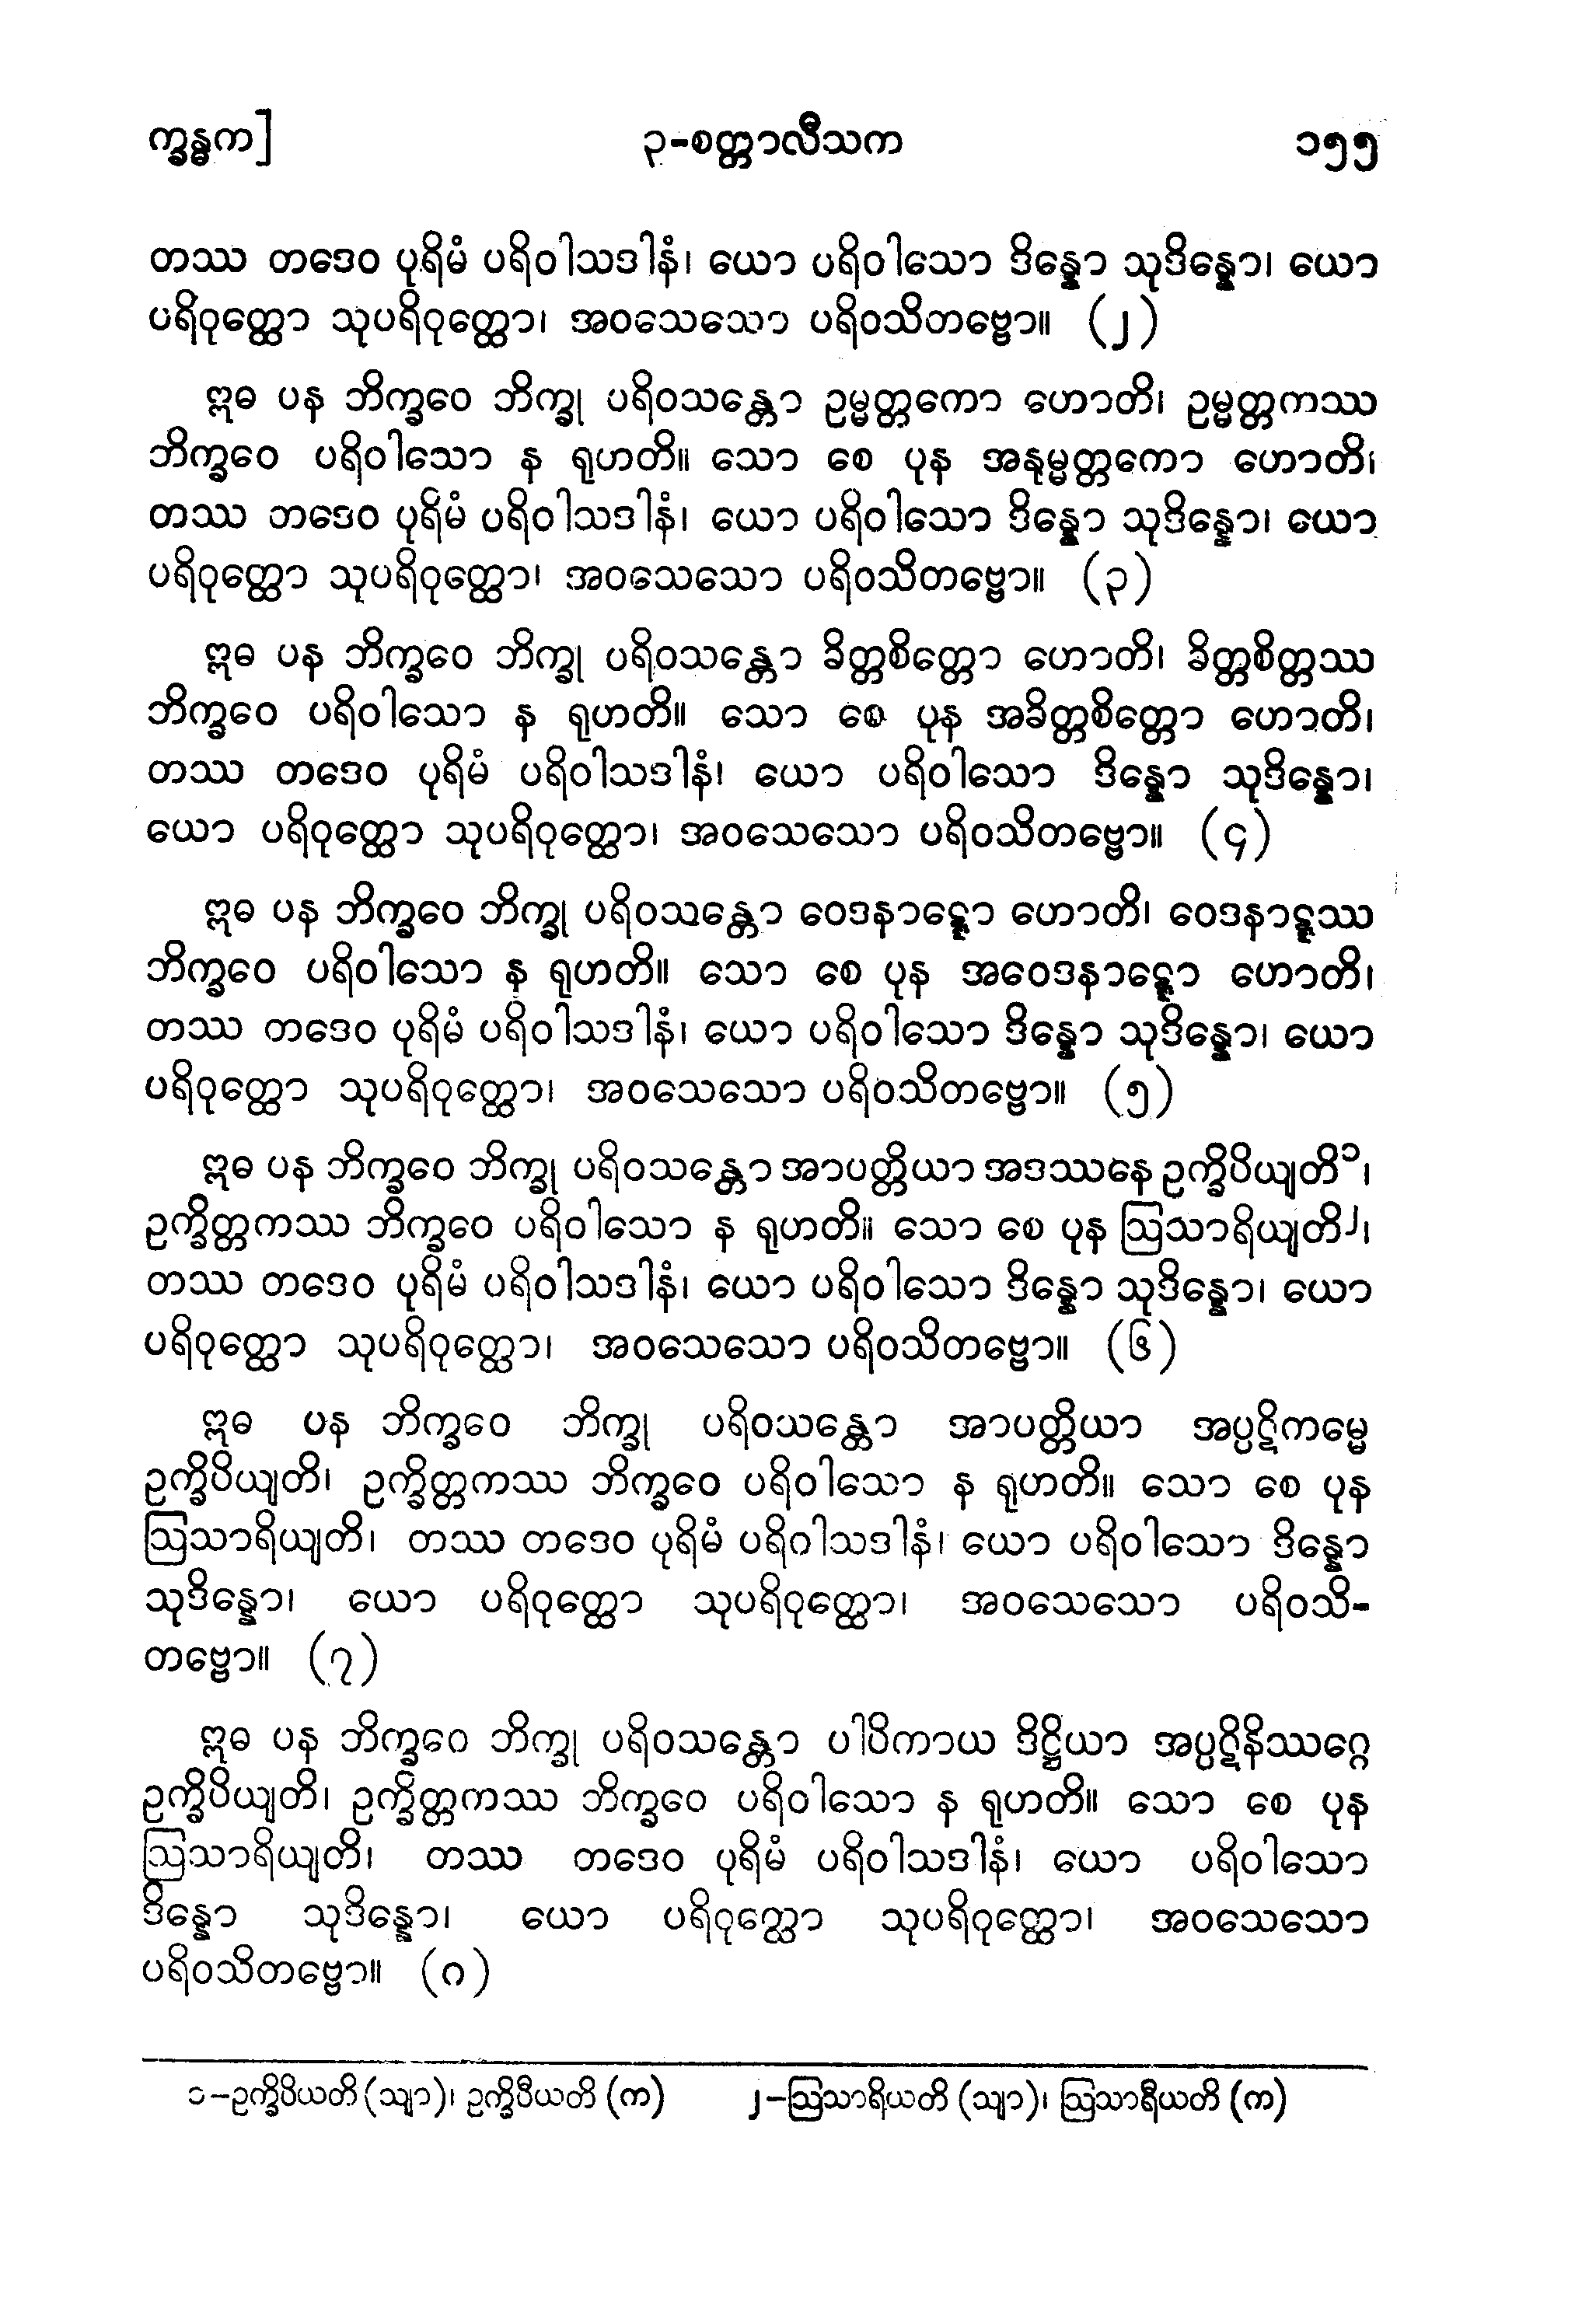 က္ခန္ဓက]
၃-စတ္တာလီသက
၁၅၅
တဿ တဒေဝ ပုရိမံ ပရိဝါသဒါနံ၊ ယော ပရိဝါသော ဒိန္နော သုဒိန္နော၊ ယော
ပရိဝုတ္ထော သုပရိဝုတ္ထော၊ အဝသေသော ပရိဝသိတဗ္ဗော။ (၂)
ဣဓ ပန ဘိက္ခဝေ ဘိက္ခု ပရိဝသန္တော ဥမ္မတ္တကော ဟောတိ၊ ဥမ္မတ္တကဿ
ဘိက္ခဝေ ပရိဝါသော န ရုဟတိ။ သော စေ ပုန အနုမ္မတ္တကော ဟောတိ၊
တဿ တဒေဝ ပုရိမံ ပရိဝါသဒါနံ၊ ယော ပရိဝါသော ဒိန္နော သုဒိန္နော၊ ယော
ပရိဝုတ္ထော သုပရိဝုတ္ထော၊ အဝသေသော ပရိဝသိတဗ္ဗော။ (၃)
ဣဓ ပန ဘိက္ခဝေ ဘိက္ခု ပရိဝသန္တော ခိတ္တစိတ္တော ဟောတိ၊ ခိတ္တစိတ္တဿ
ဘိက္ခဝေ ပရိဝါသော န ရုဟတိ။ သော စေ ပုန အခိတ္တစိတ္တော ဟောတိ၊
တဿ တဒေဝ ပုရိမံ ပရိဝါသဒါနံ၊ ယော ပရိဝါသော ဒိန္နော သုဒိန္နော၊
ယော ပရိဝုတ္ထော သုပရိဝုတ္ထော၊ အဝသေသော ပရိဝသိတဗ္ဗော။ (၄)
ဣဓ ပန ဘိက္ခဝေ ဘိက္ခု ပရိဝသန္တော ဝေဒနာဋ္ဋော ဟောတိ၊ ဝေဒနာဋ္ဋဿ
ဘိက္ခဝေ ပရိဝါသော န ရုဟတိ။ သော စေ ပုန အဝေဒနာဋ္ဋော ဟောတိ၊
တဿ တဒေဝ ပုရိမံ ပရိဝါသဒါနံ၊ ယော ပရိဝါသော ဒိန္နော သုဒိန္နော၊ ယော
ပရိဝုတ္ထော သုပရိဝုတ္ထော၊ အဝသေသော ပရိဝသိတဗ္ဗော။ (၅)
ဣဓ ပန ဘိက္ခဝေ ဘိက္ခု ပရိဝသန္တော အာပတ္တိယာ အဒဿနေ ဥက္ခိပိယျတိ၁၊
ဥက္ခိတ္တကဿ ဘိက္ခဝေ ပရိဝါသော န ရုဟတိ။ သော စေ ပုန ဩသာရိယျတိ၂၊
တဿ တဒေဝ ပုရိမံ ပရိဝါသဒါနံ၊ ယော ပရိဝါသော ဒိန္နော သုဒိန္နော၊ ယော
ပရိဝုတ္ထော သုပရိဝုတ္ထော၊ အဝသေသော ပရိဝသိတဗ္ဗော။ (၆)
ဣဓ ပန ဘိက္ခဝေ ဘိက္ခု ပရိဝသန္တော အာပတ္တိယာ အပ္ပဋိကမ္မေ
ဥက္ခိပိယျတိ၊ ဥက္ခိတ္တကဿ ဘိက္ခဝေ ပရိဝါသော န ရုဟတိ။ သော စေ ပုန
ဩသာရိယျတိ၊ တဿ တဒေဝ ပုရိမံ ပရိဝါသဒါနံ၊ ယော ပရိဝါသော ဒိန္နော
သုဒိန္နော၊ ယော ပရိဝုတ္ထော သုပရိဝုတ္ထော၊ အဝသေသော ပရိဝသိ-
တဗ္ဗော။ (၇)
ဣဓ ပန ဘိက္ခဝေ ဘိက္ခု ပရိဝသန္တော ပါပိကာယ ဒိဋ္ဌိယာ အပ္ပဋိနိဿဂ္ဂေ
ဥက္ခိပိယျတိ၊ ဥက္ခိတ္တကဿ ဘိက္ခဝေ ပရိဝါသော န ရုဟတိ။ သော စေ ပုန
ဩသာရိယျတိ၊ တဿ တဒေဝ ပုရိမံ ပရိဝါသဒါနံ၊ ယော ပရိဝါသော
ဒိန္နော သုဒိန္နော၊ ယော ပရိဝုတ္ထော သုပရိဝုတ္ထော၊ အဝသေသော
ပရိဝသိတဗ္ဗော။ (၈)
၁-ဥက္ခိပိယတိ (သျာ)၊ ဥက္ခိပီယတိ (က) ၂-ဩသာရိယတိ (သျာ)၊ ဩသာရီယတိ (က)